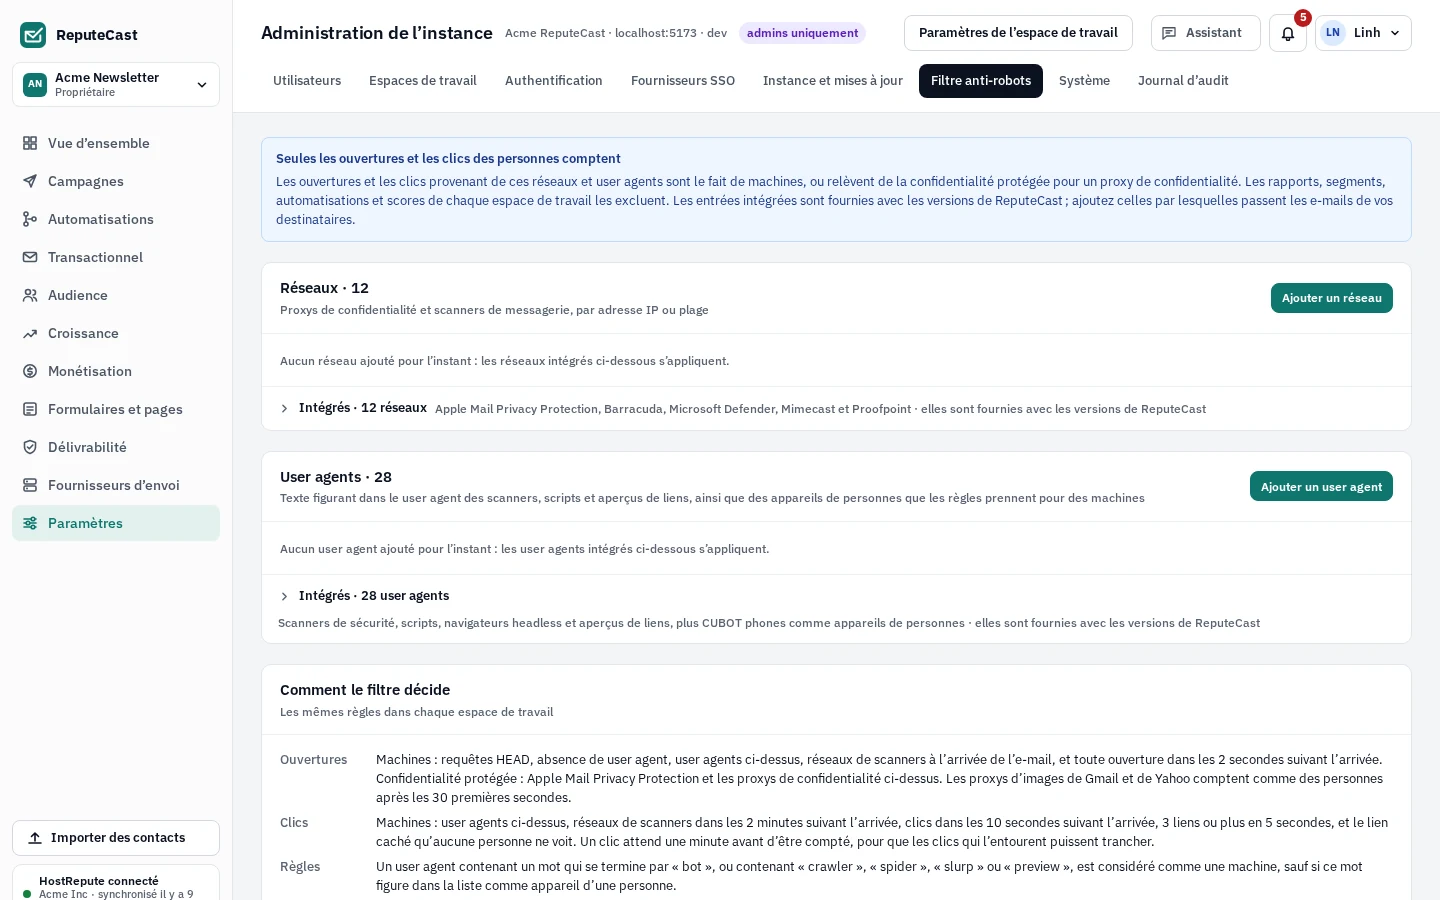 ReputeCast
AN
Acme Newsletter
Propriétaire
Vue d’ensemble
Campagnes
Automatisations
Transactionnel
Audience
Croissance
Monétisation
Formulaires et pages
Délivrabilité
Fournisseurs d’envoi
Paramètres
Importer des contacts
HostRepute connecté
Acme Inc · synchronisé il y a 9
Administration de l’instance
Acme ReputeCast · localhost:5173 · dev
admins uniquement
Paramètres de l’espace de travail
Assistant
5
LN
Linh
Utilisateurs
Espaces de travail
Authentification
Fournisseurs SSO
Instance et mises à jour
Filtre anti-robots
Système
Journal d’audit
Seules les ouvertures et les clics des personnes comptent
Les ouvertures et les clics provenant de ces réseaux et user agents sont le fait de machines, ou relèvent de la confidentialité protégée pour un proxy de confidentialité. Les rapports, segments,
automatisations et scores de chaque espace de travail les excluent. Les entrées intégrées sont fournies avec les versions de ReputeCast ; ajoutez celles par lesquelles passent les e-mails de vos
destinataires.
Réseaux · 12
Proxys de confidentialité et scanners de messagerie, par adresse IP ou plage
Ajouter un réseau
Aucun réseau ajouté pour l’instant : les réseaux intégrés ci-dessous s’appliquent.
Intégrés · 12 réseaux Apple Mail Privacy Protection, Barracuda, Microsoft Defender, Mimecast et Proofpoint · elles sont fournies avec les versions de ReputeCast
User agents · 28
Texte figurant dans le user agent des scanners, scripts et aperçus de liens, ainsi que des appareils de personnes que les règles prennent pour des machines
Ajouter un user agent
Aucun user agent ajouté pour l’instant : les user agents intégrés ci-dessous s’appliquent.
Intégrés · 28 user agents
Scanners de sécurité, scripts, navigateurs headless et aperçus de liens, plus CUBOT phones comme appareils de personnes · elles sont fournies avec les versions de ReputeCast
Comment le filtre décide
Les mêmes règles dans chaque espace de travail
Ouvertures
Machines : requêtes HEAD, absence de user agent, user agents ci-dessus, réseaux de scanners à l’arrivée de l’e-mail, et toute ouverture dans les 2 secondes suivant l’arrivée.
Confidentialité protégée : Apple Mail Privacy Protection et les proxys de confidentialité ci-dessus. Les proxys d’images de Gmail et de Yahoo comptent comme des personnes
après les 30 premières secondes.
Clics
Machines : user agents ci-dessus, réseaux de scanners dans les 2 minutes suivant l’arrivée, clics dans les 10 secondes suivant l’arrivée, 3 liens ou plus en 5 secondes, et le lien
caché qu’aucune personne ne voit. Un clic attend une minute avant d’être compté, pour que les clics qui l’entourent puissent trancher.
Règles
Un user agent contenant un mot qui se termine par « bot », ou contenant « crawler », « spider », « slurp » ou « preview », est considéré comme une machine, sauf si ce mot
figure dans la liste comme appareil d’une personne.